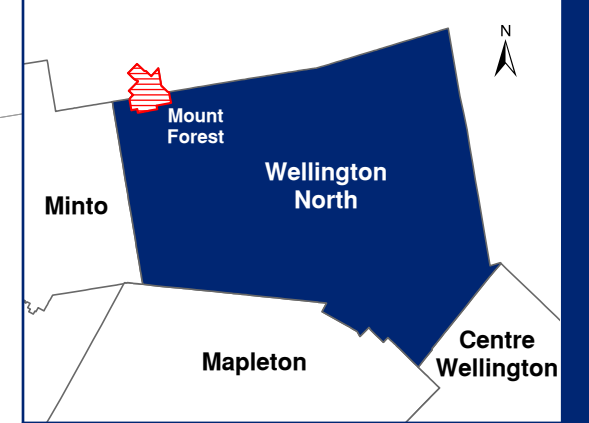 N
Mount
Forest
Wellington
North
Minto
Centre
Wellington
Mapleton